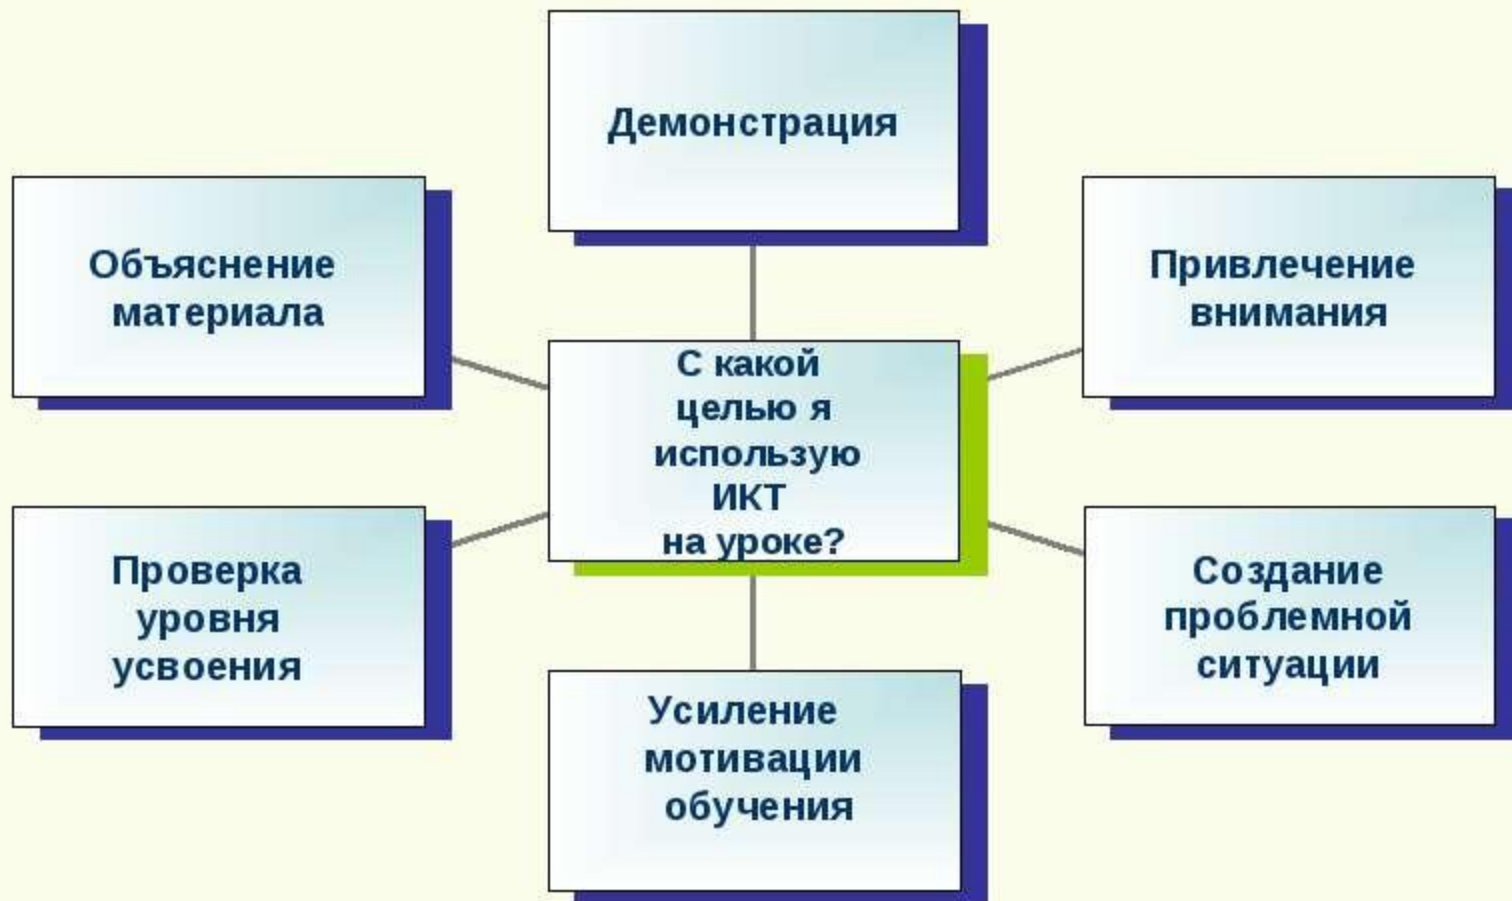 Демонстрация
Объяснение
материала
Привлечение
внимания
С какой
целью я
использую
ИКТ
на уроке?
Проверка
уровня
усвоения
Создание
проблемной
ситуации
Усиление
мотивации
обучения